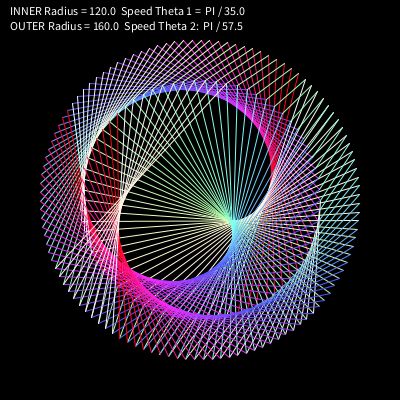 INNER Radius = 120.0  Speed Theta 1 =  PI / 35.0
OUTER Radius = 160.0  Speed Theta 2:  PI / 57.5